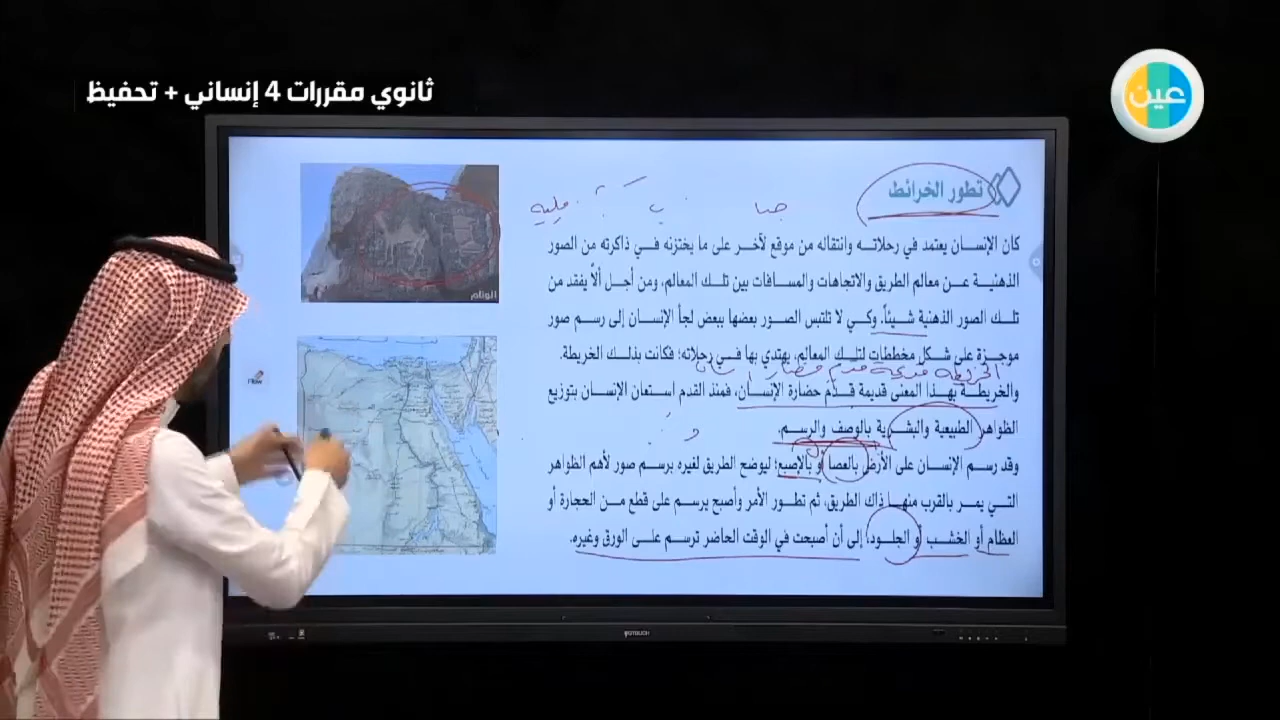 ثانوي مقررات 4 إنساني + تحفيظ
عين
تطور الخرائط
كان الإنسان يعتمد في رحلاته وانتقاله من موقع لآخر على ما يختزنه في ذاكرته من الصور
الذهنية عن معالم الطريق والاتجاهات والمسافات بين تلك المعالم، ومن أجل ألاَّ يفقد من
تلك الصور الذهنية شيئاً، وكي لا تلتبس الصور بعضها ببعض لجأ الإنسان إلى رسم صور
موجزة على شكل مخططات لتلك المعالم، يهتدي بها في رحلاته؛ فكانت بذلك الخريطة.
والخريطة بهذا المعنى قديمة قدم حضارة الإنسان، فمنذ القدم استعان الإنسان بتوزيع
الظواهر الطبيعية والبشرية بالوصف والرسم.
وقد رسم الإنسان على الأرض بالعصا أو بالإصبع؛ ليوضح الطريق لغيره برسم صور لأهم الظواهر
التي يمر بالقرب منها ذاك الطريق، ثم تطور الأمر وأصبح يرسم على قطع من الحجارة أو
العظام أو الخشب أو الجلود، إلى أن أصبحت في الوقت الحاضر ترسم على الورق وغيره.
الوئام